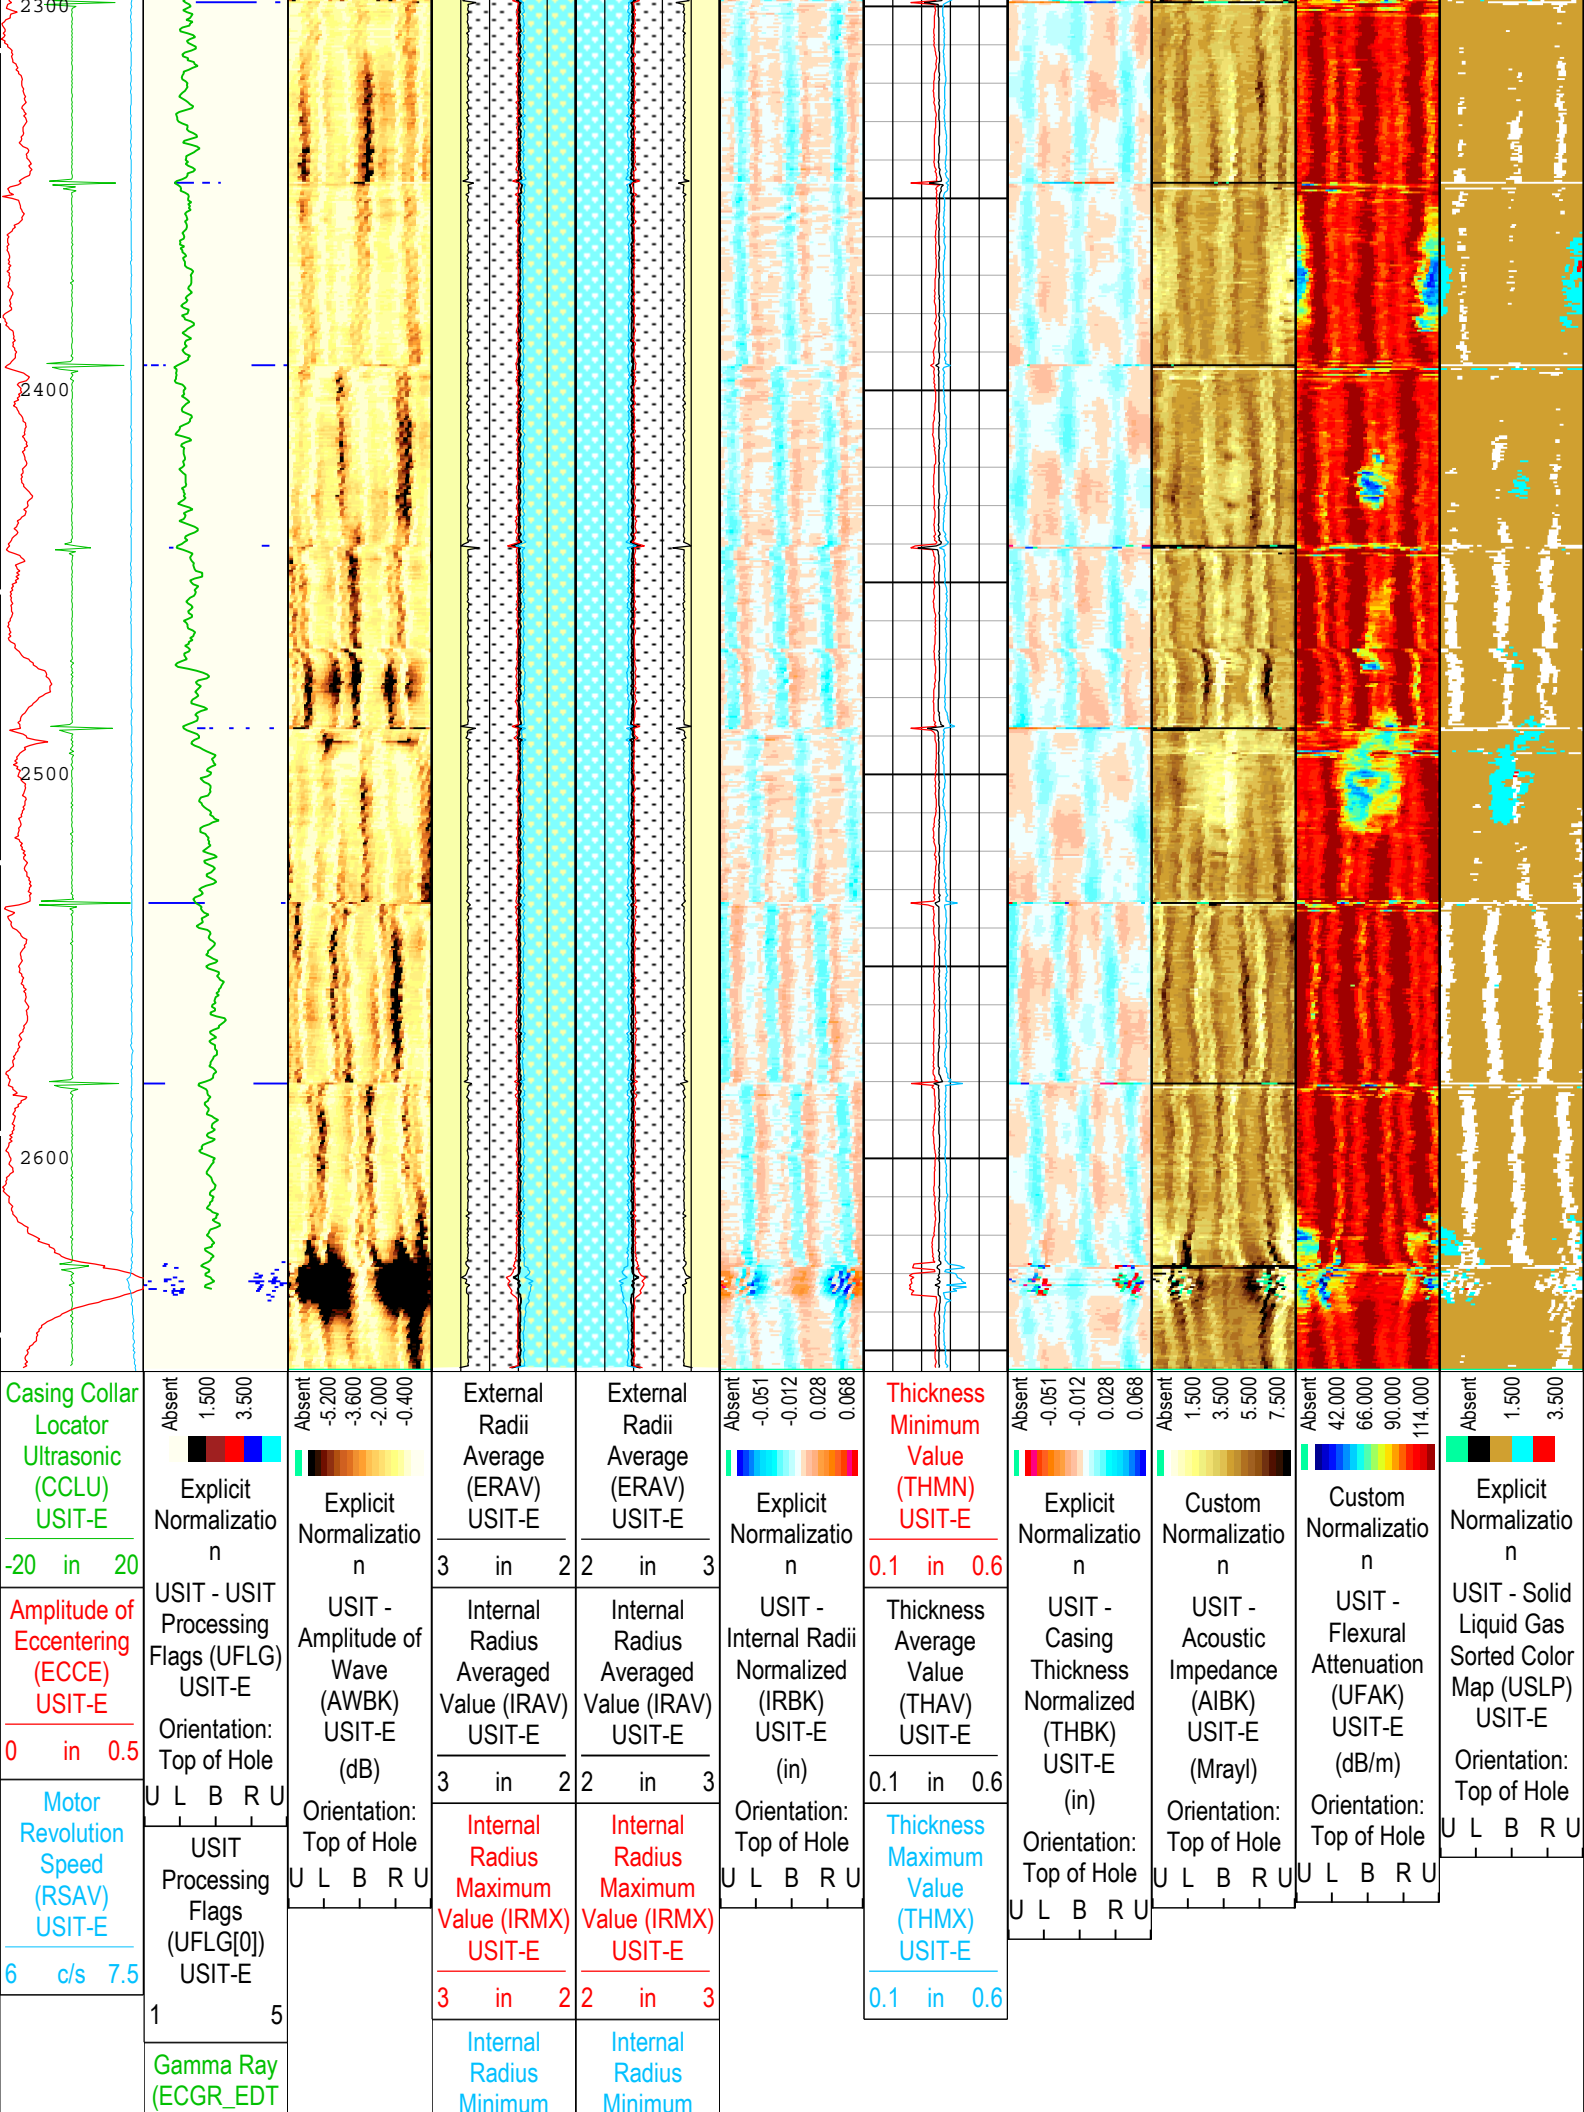 2300
2400
2500
2600
Casing Collar
Locator
Ultrasonic
(CCLU)
USIT-E
-20 in 20
Amplitude of
Eccentering
(ECCE)
USIT-E
0 in 0.5
Motor
Revolution
Speed
(RSAV)
USIT-E
6 c/s 7.5
Absent
1.500
3.500
Explicit
Normalizatio
n
USIT - USIT
Processing
Flags (UFLG)
USIT-E
Orientation:
Top of Hole
U L B R U
USIT
Processing
Flags
(UFLG[0])
USIT-E
1 5
Gamma Ray
(ECGR_EDT
Absent
-5.200
-3.600
-2.000
-0.400
Explicit
Normalizatio
n
USIT -
Amplitude of
Wave
(AWBK)
USIT-E
(dB)
Orientation:
Top of Hole
U L B R U
External
Radii
Average
(ERAV)
USIT-E
3 in 2
Internal
Radius
Averaged
Value (IRAV)
USIT-E
3 in 2
Internal
Radius
Maximum
Value (IRMX)
USIT-E
3 in 2
Internal
Radius
Minimum
External
Radii
Average
(ERAV)
USIT-E
2 in 3
Internal
Radius
Averaged
Value (IRAV)
USIT-E
2 in 3
Internal
Radius
Maximum
Value (IRMX)
USIT-E
2 in 3
Internal
Radius
Minimum
Absent
-0.051
-0.012
0.028
0.068
Explicit
Normalizatio
n
USIT -
Internal Radii
Normalized
(IRBK)
USIT-E
(in)
Orientation:
Top of Hole
U L B R U
Thickness
Minimum
Value
(THMN)
USIT-E
0.1 in 0.6
Thickness
Average
Value
(THAV)
USIT-E
0.1 in 0.6
Thickness
Maximum
Value
(THMX)
USIT-E
0.1 in 0.6
Absent
-0.051
-0.012
0.028
0.068
Explicit
Normalizatio
n
USIT -
Casing
Thickness
Normalized
(THBK)
USIT-E
(in)
Orientation:
Top of Hole
U L B R U
Absent
1.500
3.500
5.500
7.500
Custom
Normalizatio
n
USIT -
Acoustic
Impedance
(AIBK)
USIT-E
(Mrayl)
Orientation:
Top of Hole
U L B R U
Absent
42.000
66.000
90.000
114.000
Custom
Normalizatio
n
USIT -
Flexural
Attenuation
(UFAK)
USIT-E
(dB/m)
Orientation:
Top of Hole
U L B R U
Absent
1.500
3.500
Explicit
Normalizatio
n
USIT - Solid
Liquid Gas
Sorted Color
Map (USLP)
USIT-E
Orientation:
Top of Hole
U L B R U